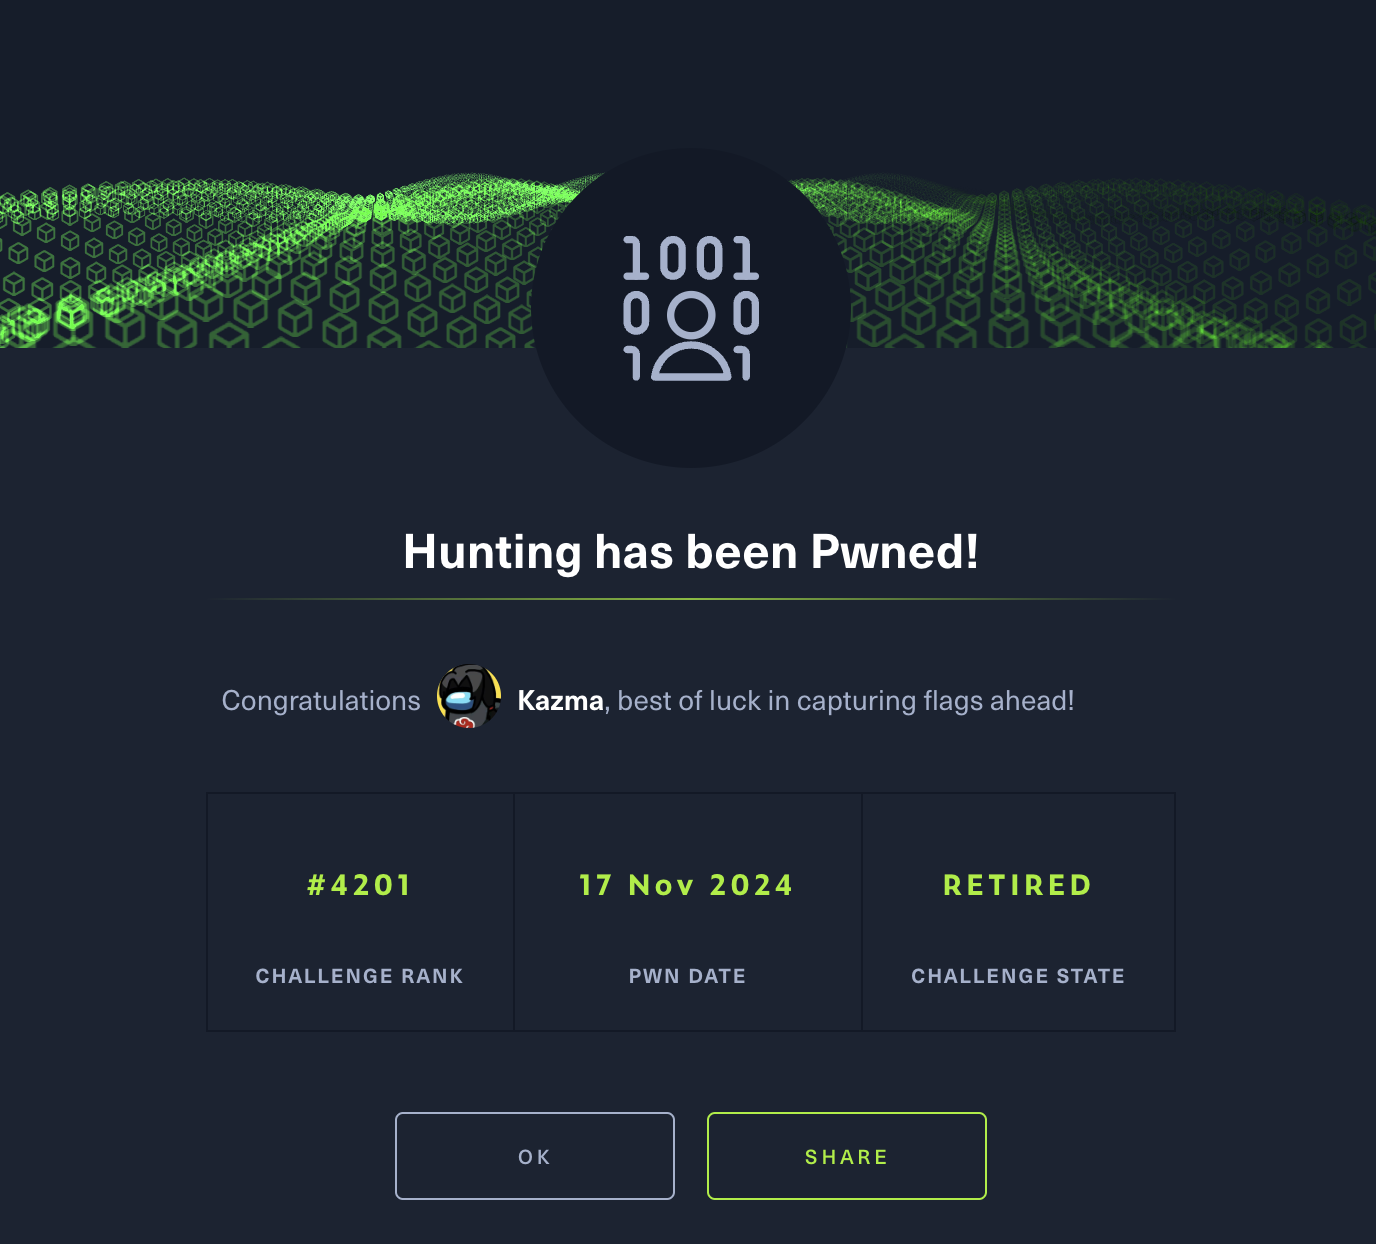 1001
0 0
1 1
Hunting has been Pwned!
Congratulations Kazma, best of luck in capturing flags ahead!
#4201 17 Nov 2024 RETIRED
CHALLENGE RANK PWN DATE CHALLENGE STATE
OK SHARE